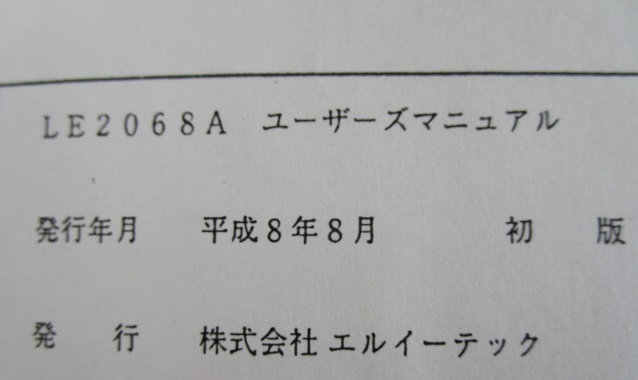 LE2068A ユーザーズマニュアル
発行年月 平成8年8月 初 版
発 行 株式会社 エルイーテック